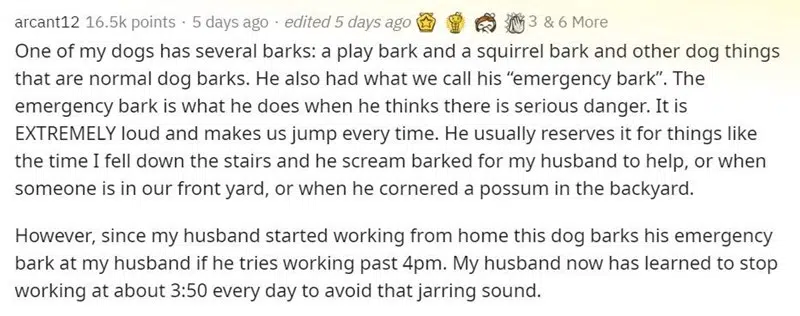 arcant12 16.5k points · 5 days ago · edited 5 days ago 3 & 6 More
One of my dogs has several barks: a play bark and a squirrel bark and other dog things
that are normal dog barks. He also had what we call his “emergency bark”. The
emergency bark is what he does when he thinks there is serious danger. It is
EXTREMELY loud and makes us jump every time. He usually reserves it for things like
the time I fell down the stairs and he scream barked for my husband to help, or when
someone is in our front yard, or when he cornered a possum in the backyard.
However, since my husband started working from home this dog barks his emergency
bark at my husband if he tries working past 4pm. My husband now has learned to stop
working at about 3:50 every day to avoid that jarring sound.